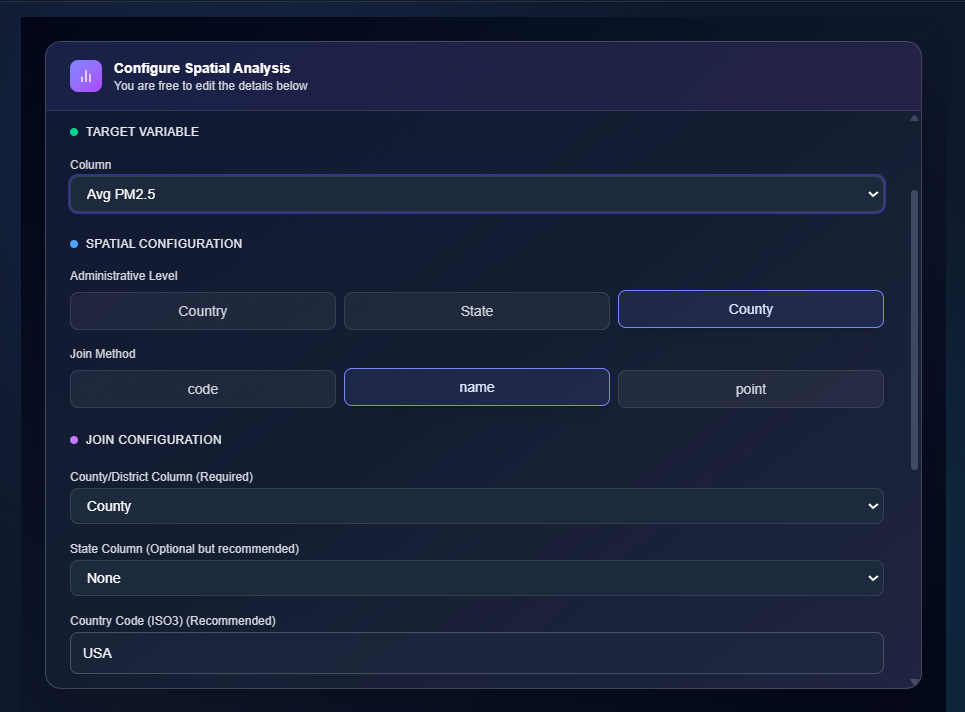 Configure Spatial Analysis
You are free to edit the details below
TARGET VARIABLE
Column
Avg PM2.5
SPATIAL CONFIGURATION
Administrative Level
Country
State
County
Join Method
code
name
point
JOIN CONFIGURATION
County/District Column (Required)
County
State Column (Optional but recommended)
None
Country Code (ISO3) (Recommended)
USA